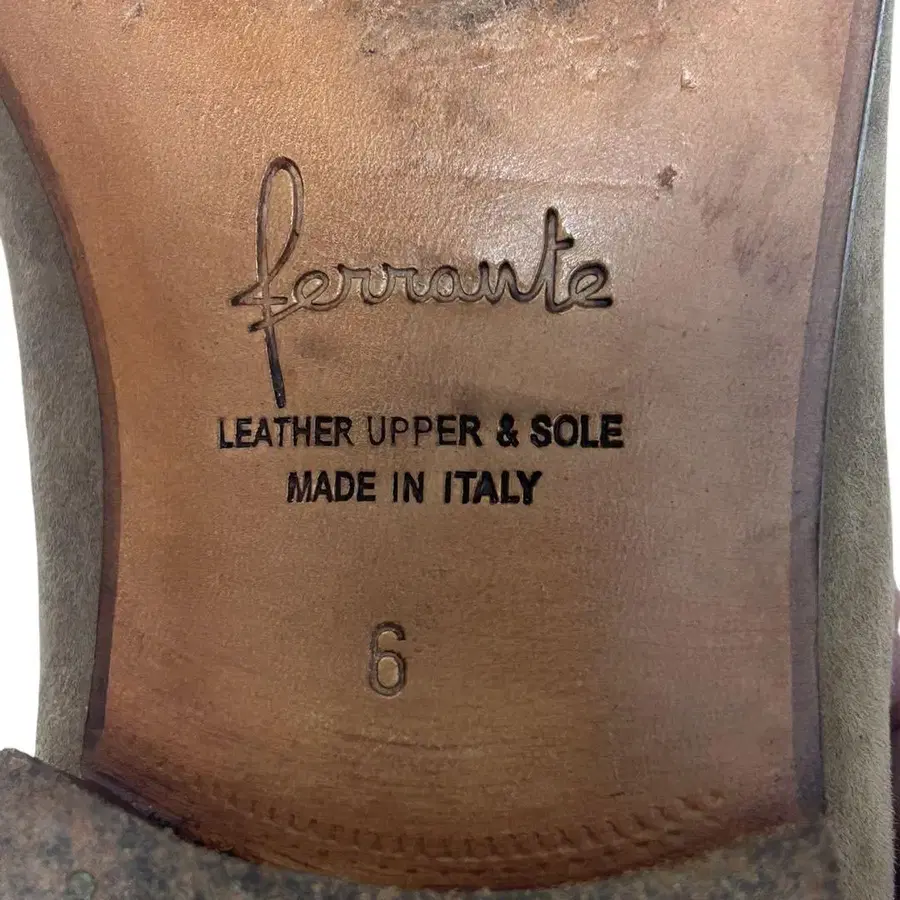 ferrante
LEATHER UPPER & SOLE
MADE IN ITALY
6